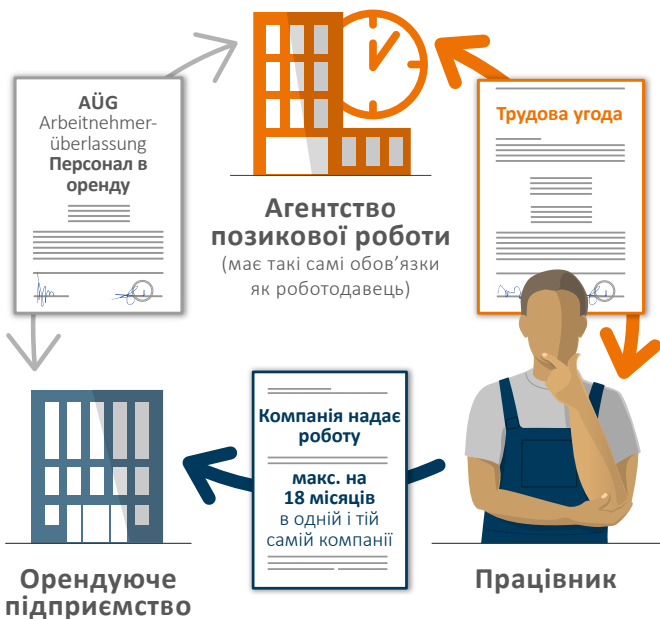 AÜG
Arbeitnehmer-
überlassung
Персонал в
оренду
Трудова угода
Агентство
позикової роботи
(має такі самі обов’язки
як роботодавець)
Компанія надає
роботу
макс. на
18 місяців
в одній і тій
самій компанії
Орендуюче
підприємство
Працівник